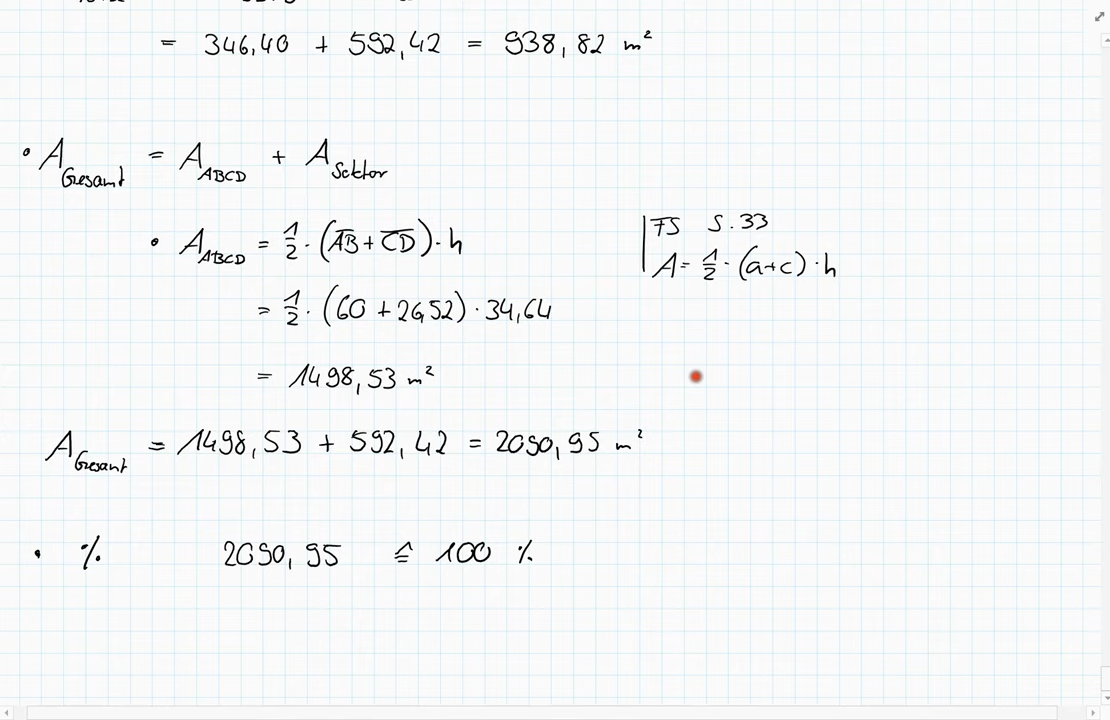 = 346,40 + 592,42 = 938,82 m²
• A_Gesamt = A_ABCD + A_Sektor
• A_ABCD = 1/2 · (AB + CD) · h
FS S.33
A = 1/2 · (a+c) · h
= 1/2 · (60 + 26,52) · 34,64
= 1498,53 m²
A_Gesamt = 1498,53 + 592,42 = 2090,95 m²
• % 2090,95 ≙ 100 %